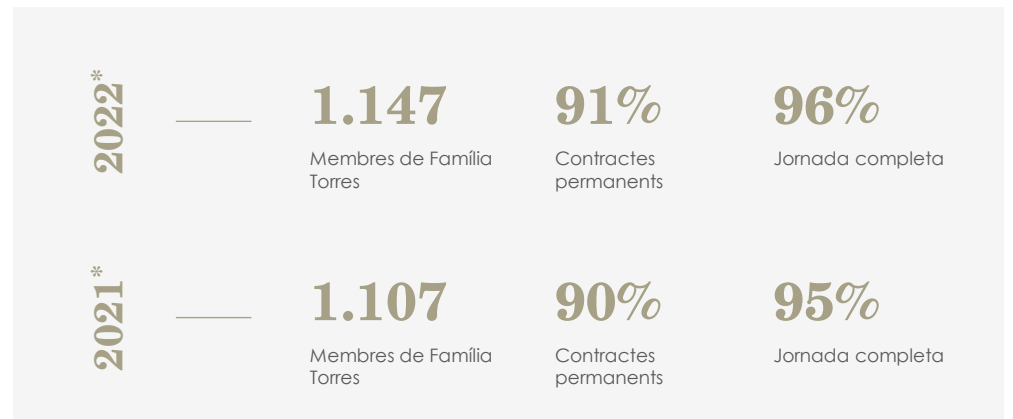 2022*
1.147
91%
96%
Membres de Família
Torres
Contractes
permanents
Jornada completa
2021*
1.107
90%
95%
Membres de Família
Torres
Contractes
permanents
Jornada completa